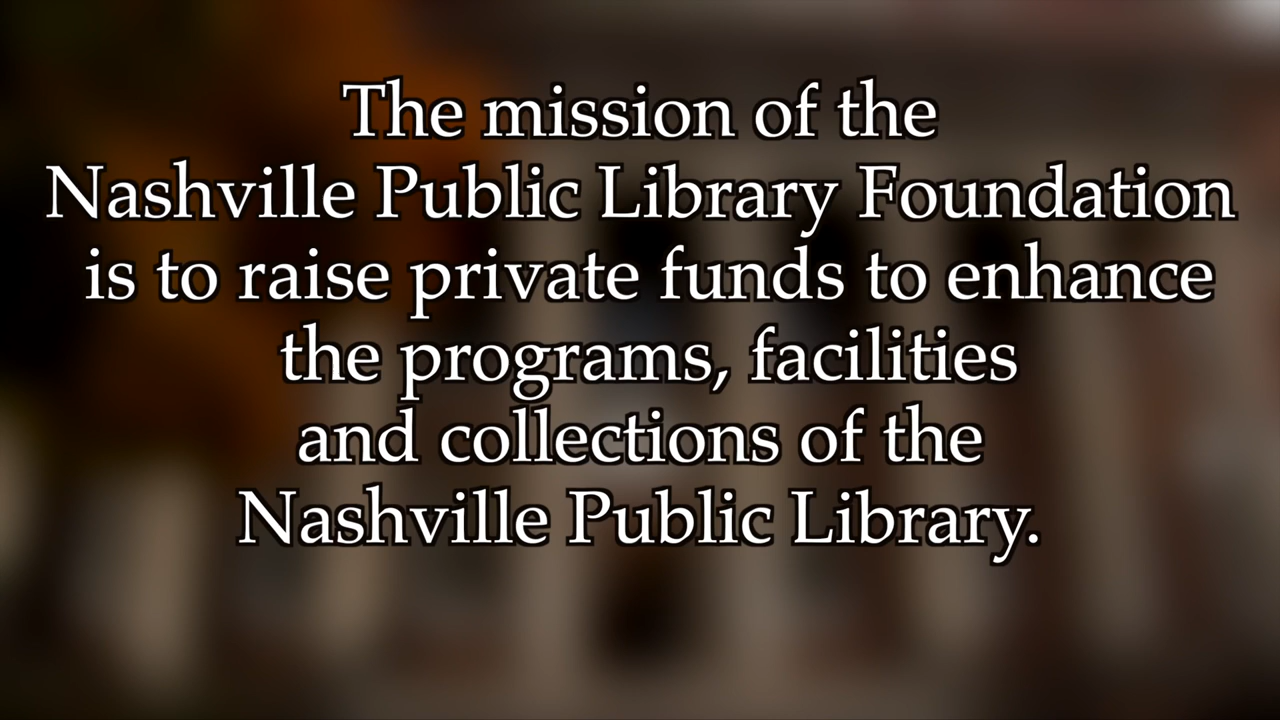 The mission of the
Nashville Public Library Foundation
is to raise private funds to enhance
the programs, facilities
and collections of the
Nashville Public Library.